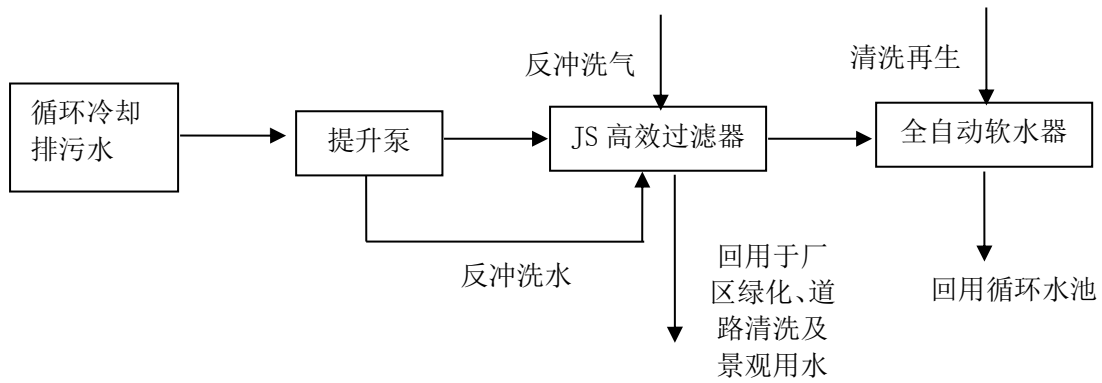 反冲洗气
清洗再生
循环冷却
排污水
提升泵
JS 高效过滤器
全自动软水器
反冲洗水
回用于厂
区绿化、道
路清洗及
景观用水
回用循环水池